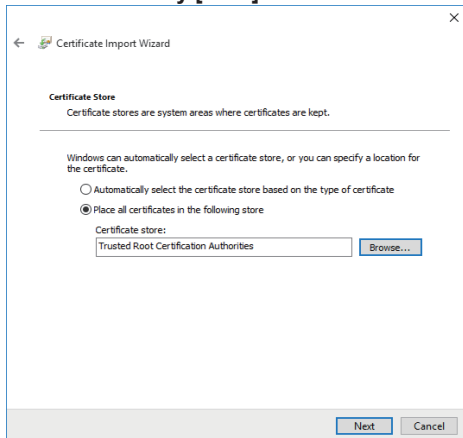 Certificate Import Wizard
Certificate Store
Certificate stores are system areas where certificates are kept.
Windows can automatically select a certificate store, or you can specify a location for
the certificate.
Automatically select the certificate store based on the type of certificate
Place all certificates in the following store
Certificate store:
Trusted Root Certification Authorities
Browse...
Next
Cancel